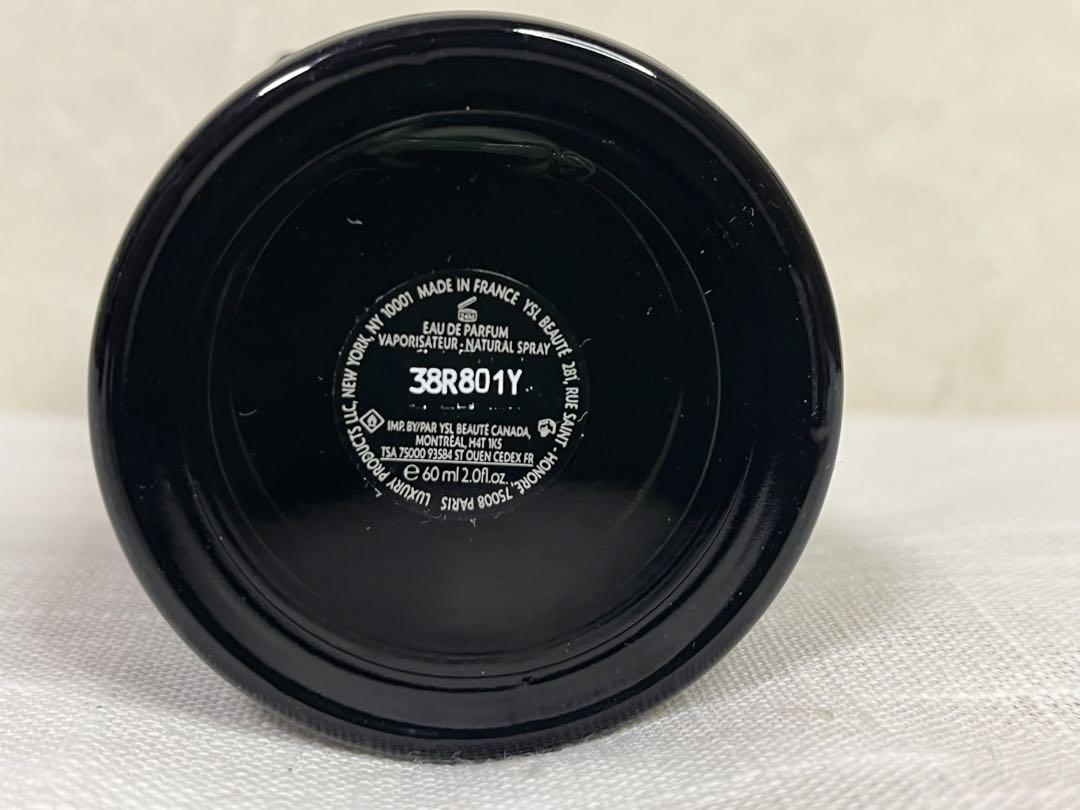 MADE IN FRANCE YSL BEAUTÉ 281, RUE SAINT-HONORÉ, 75008 PARIS LUXURY PRODUCTS LLC, NEW YORK, NY 10001
24M
EAU DE PARFUM
VAPORISATEUR - NATURAL SPRAY
38R801Y
IMP. BY/PAR YSL BEAUTÉ CANADA,
MONTRÉAL, H4T 1K5
TSA 75000 93584 ST OUEN CEDEX FR
e 60 ml 2.0fl.oz.